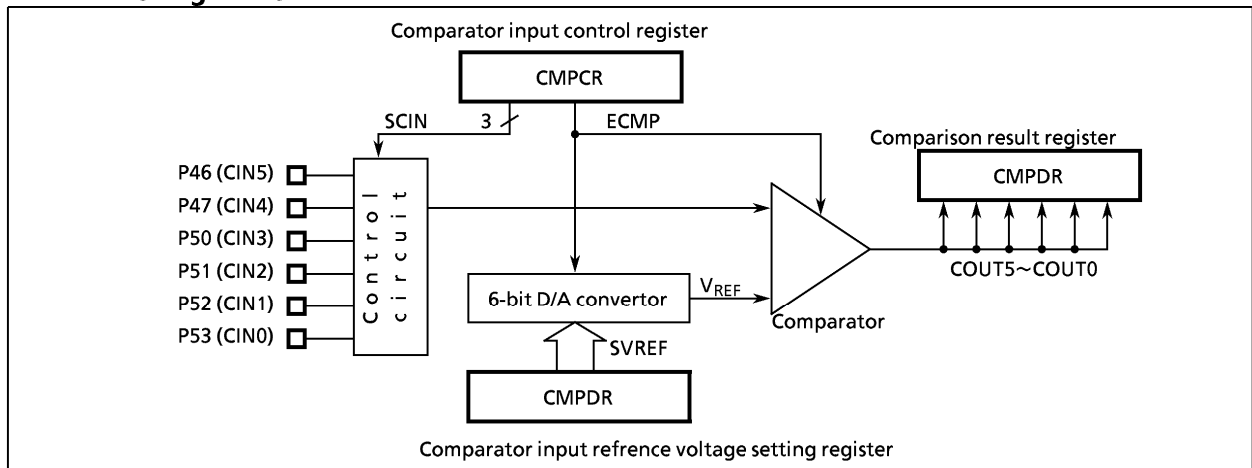 Comparator input control register
CMPCR
SCIN
3
ECMP
Comparison result register
CMPDR
P46 (CIN5)
P47 (CIN4)
P50 (CIN3)
P51 (CIN2)
P52 (CIN1)
P53 (CIN0)
Control
circuit
6-bit D/A convertor
VREF
Comparator
COUT5~COUT0
SVREF
CMPDR
Comparator input refrence voltage setting register